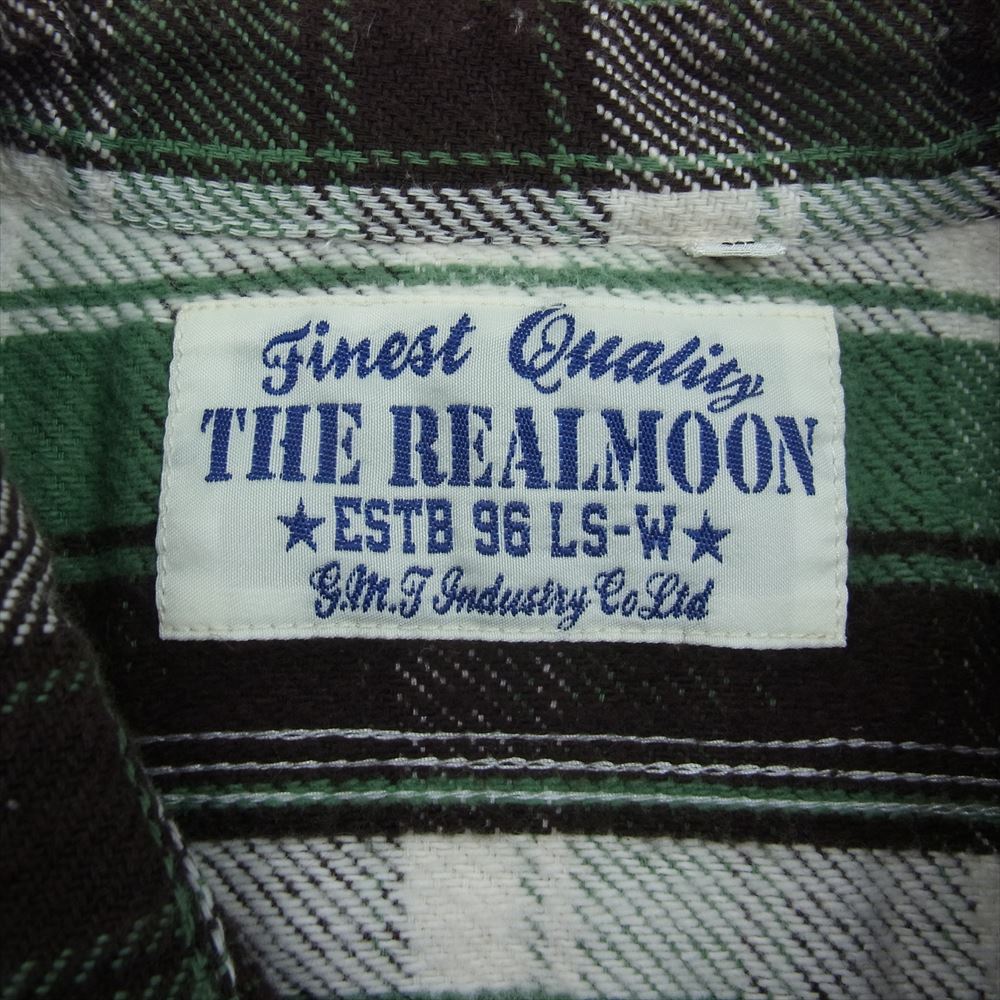 Finest Quality
THE REALMOON
★ESTB 96 LS-W★
G.M.T Industry Co Ltd